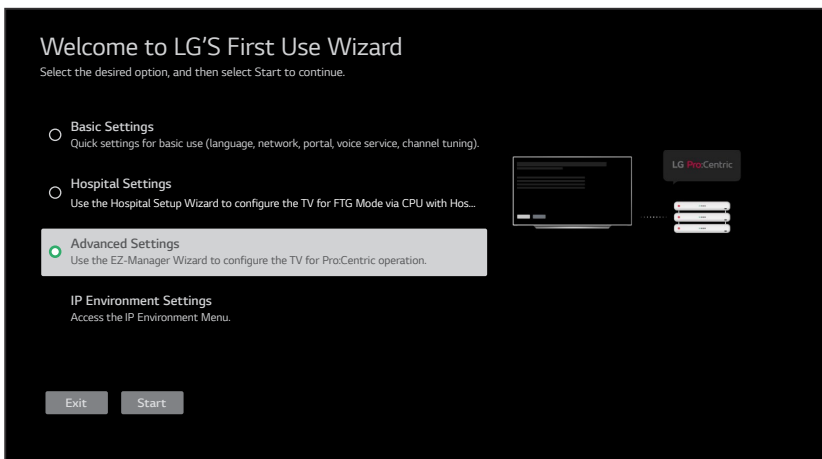 Welcome to LG'S First Use Wizard
Select the desired option, and then select Start to continue.
Basic Settings
Quick settings for basic use (language, network, portal, voice service, channel tuning).
Hospital Settings
Use the Hospital Setup Wizard to configure the TV for FTG Mode via CPU with Hos...
Advanced Settings
Use the EZ-Manager Wizard to configure the TV for Pro:Centric operation.
IP Environment Settings
Access the IP Environment Menu.
LG Pro:Centric
Exit
Start